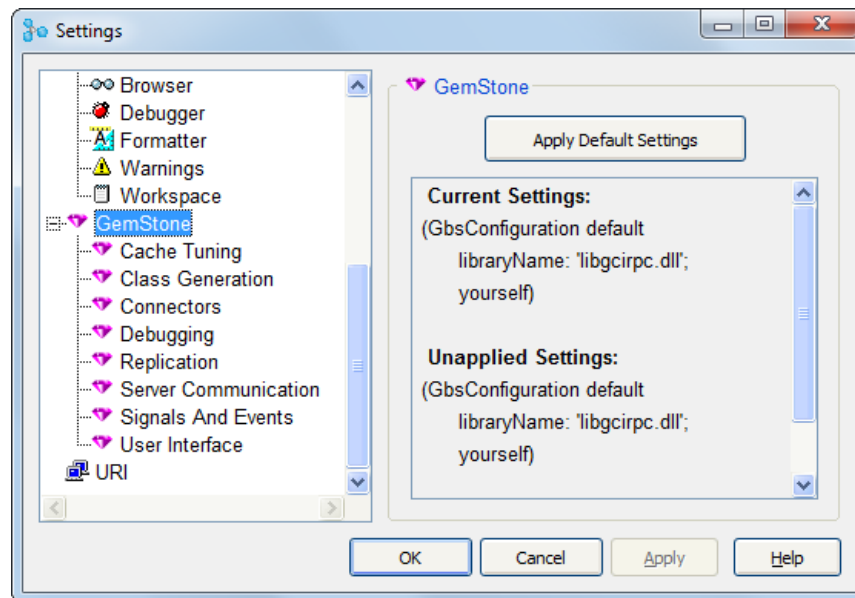 Settings
Browser
Debugger
Formatter
Warnings
Workspace
GemStone
Cache Tuning
Class Generation
Connectors
Debugging
Replication
Server Communication
Signals And Events
User Interface
URI
GemStone
Apply Default Settings
Current Settings:
(GbsConfiguration default
libraryName: 'libgcirpc.dll';
yourself)
Unapplied Settings:
(GbsConfiguration default
libraryName: 'libgcirpc.dll';
yourself)
OK
Cancel
Apply
Help